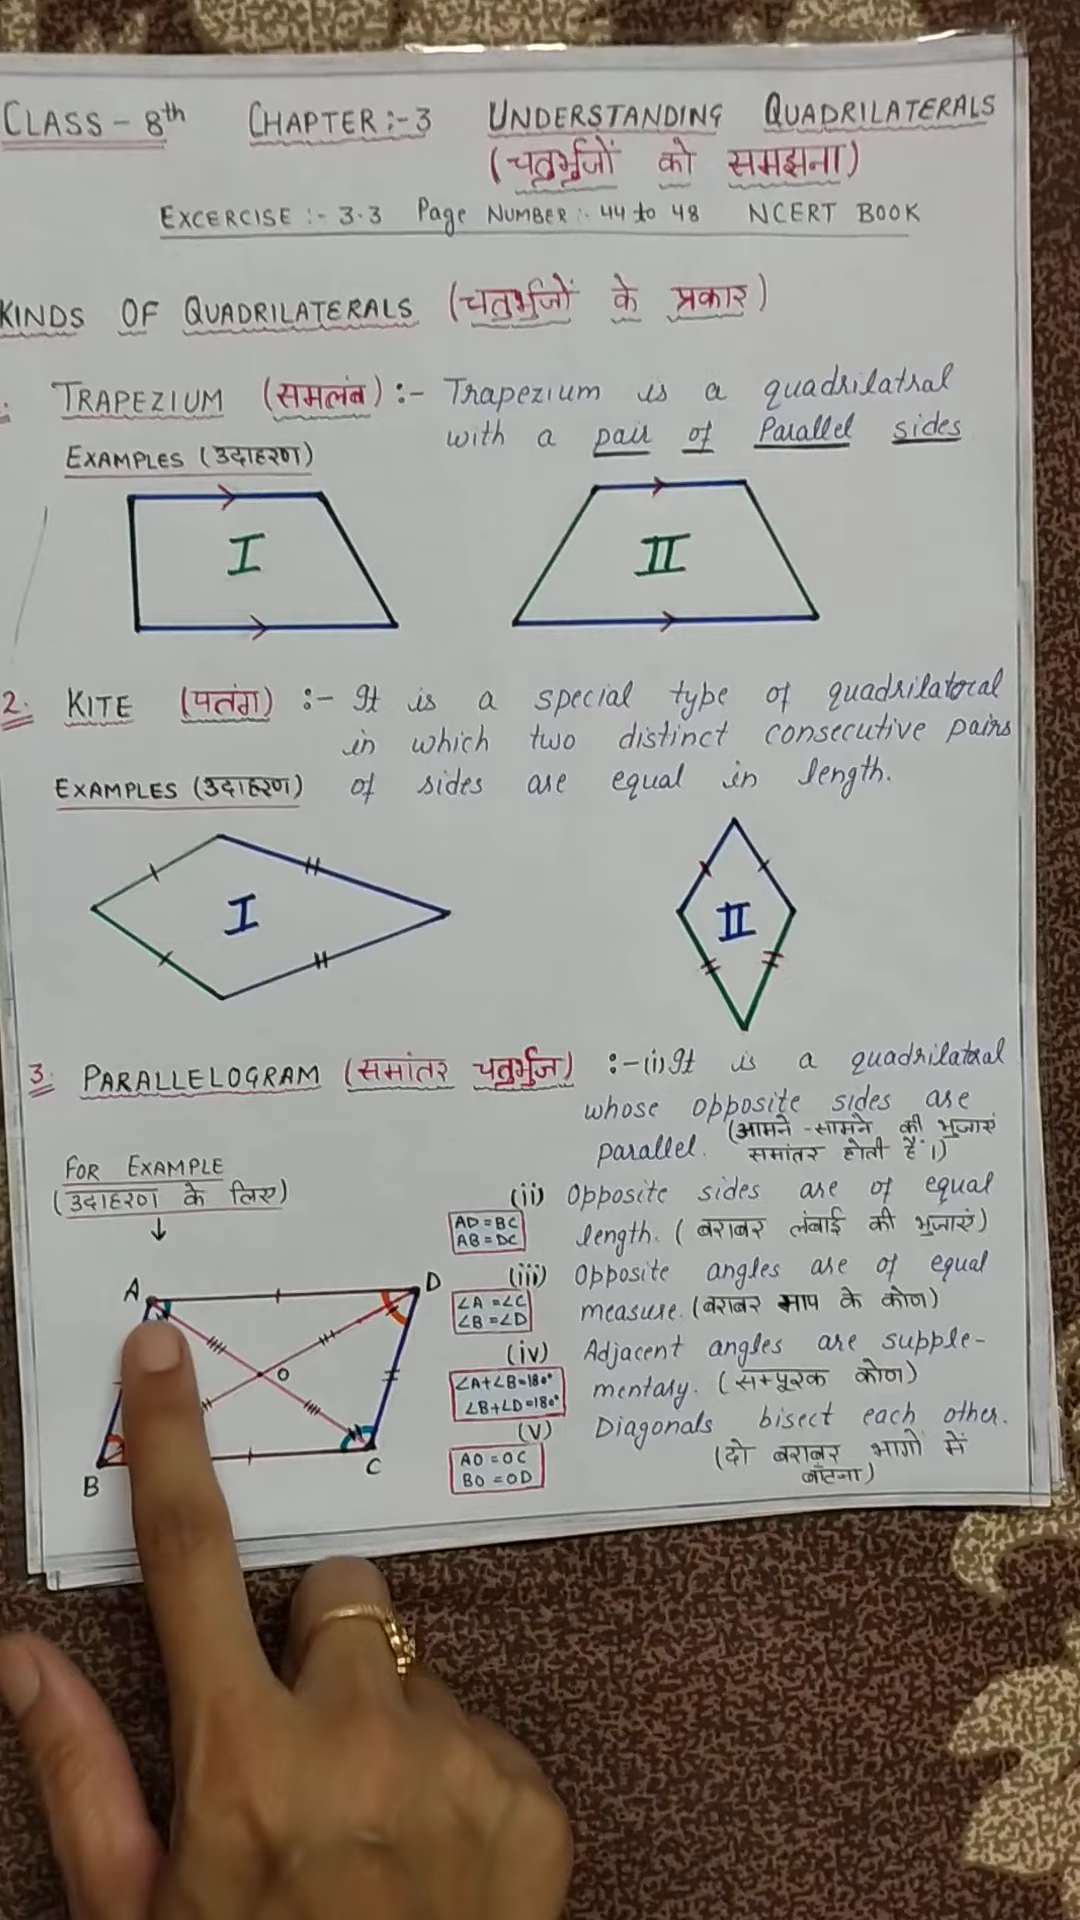 CLASS - 8th CHAPTER :- 3 UNDERSTANDING QUADRILATERALS
(चतुर्भुजों को समझना)
EXCERCISE :- 3.3 Page NUMBER :- 44 to 48 NCERT BOOK
KINDS OF QUADRILATERALS (चतुर्भुजों के प्रकार)
TRAPEZIUM (समलंब) :- Trapezium is a quadrilatral
with a pair of Parallel sides
EXAMPLES (उदाहरण)
I
II
2. KITE (पतंग) :- It is a special type of quadrilateral
in which two distinct consecutive pairs
EXAMPLES (उदाहरण) of sides are equal in length.
I
II
3. PARALLELOGRAM (समांतर चतुर्भुज) :- (i) It is a quadrilatral
whose opposite sides are
parallel. (आमने - सामने की भुजाएं
समांतर होती हैं।)
FOR EXAMPLE
(उदाहरण के लिए)
(ii) Opposite sides are of equal
length. (बराबर लंबाई की भुजाएं)
AD = BC
AB = DC
(iii) Opposite angles are of equal
measure. (बराबर माप के कोण)
∠A = ∠C
∠B = ∠D
(iv) Adjacent angles are supple-
mentary. (सम्पूरक कोण)
∠A+∠B=180°
∠B+∠D=180°
(v) Diagonals bisect each other.
(दो बराबर भागों में
बाँटना)
AO = OC
BO = OD
A
D
O
B
C